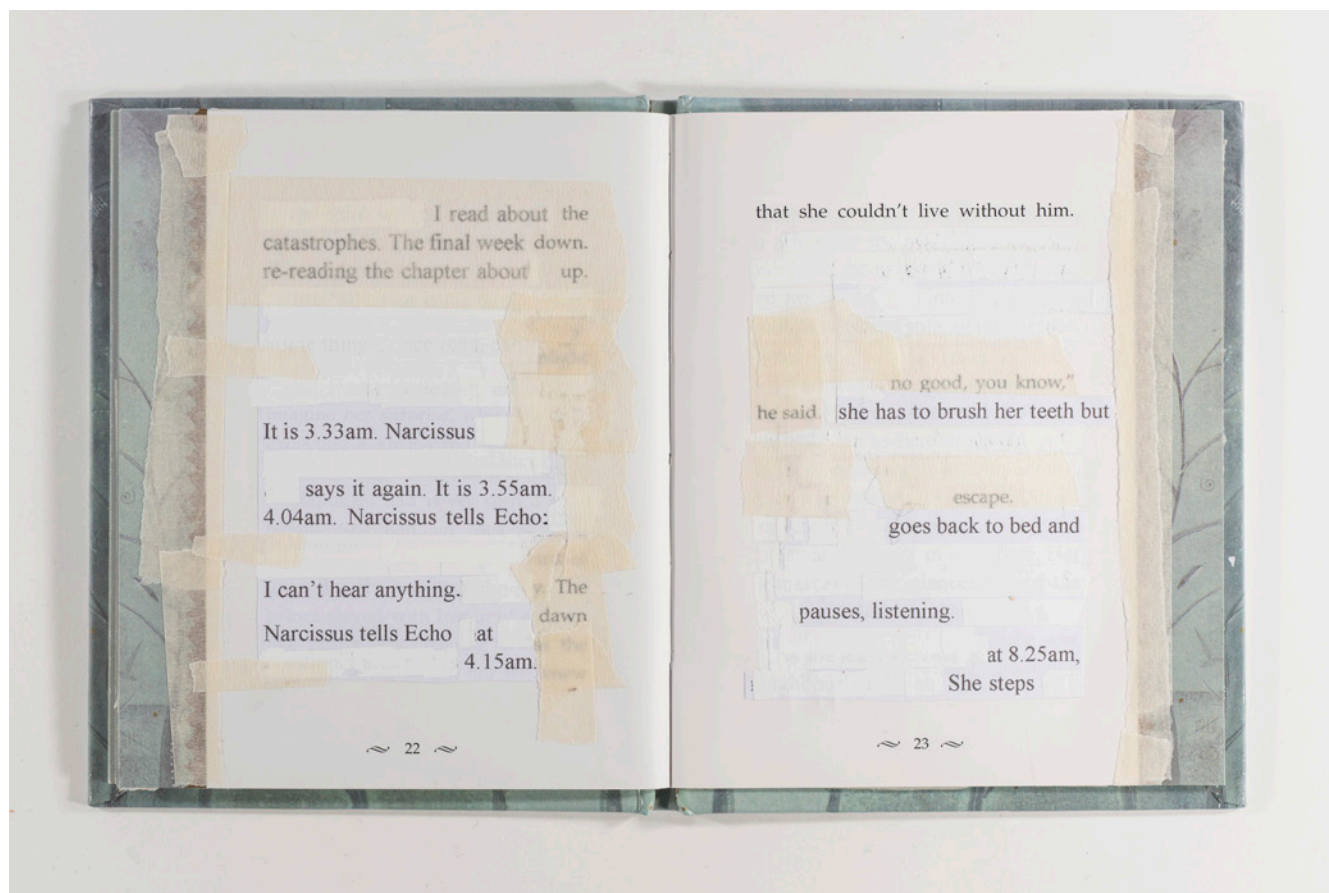 I read about the
catastrophes. The final week down.
re-reading the chapter about up.
It is 3.33am. Narcissus
says it again. It is 3.55am.
4.04am. Narcissus tells Echo:
I can't hear anything. The
dawn
Narcissus tells Echo at
4.15am.
22
that she couldn't live without him.
no good, you know,"
he said. she has to brush her teeth but
escape.
goes back to bed and
pauses, listening.
at 8.25am,
She steps
23